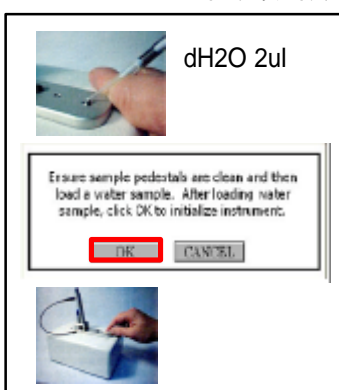 dH2O 2ul
Ensure sample pedestals are clean and then
load a water sample. After loading water
sample, click OK to initialize instrument.
OK CANCEL